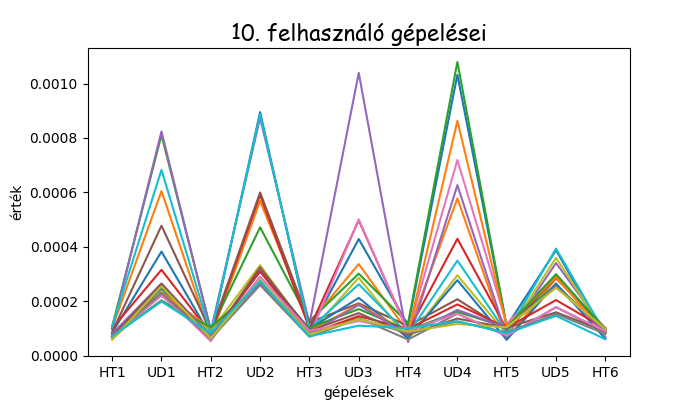 10. felhasználó gépelései
0.0010
0.0008
0.0006
0.0004
0.0002
0.0000
érték
HT1 UD1 HT2 UD2 HT3 UD3 HT4 UD4 HT5 UD5 HT6
gépelések